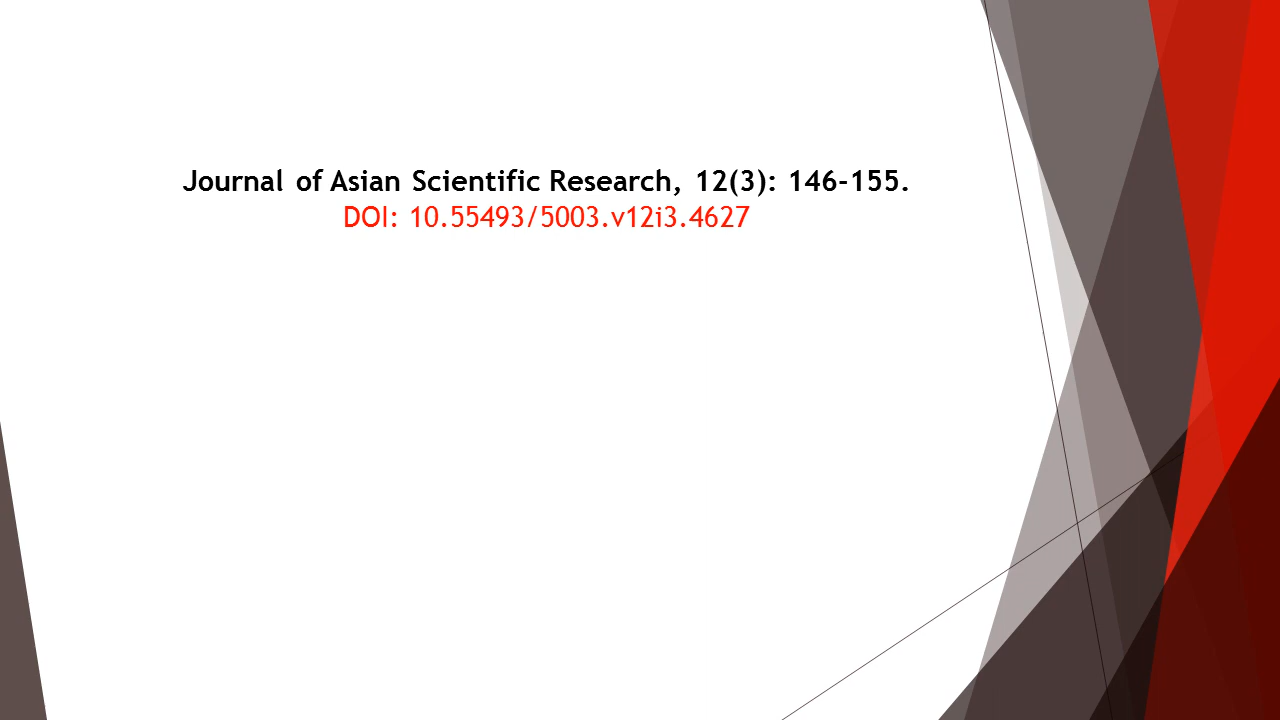 Journal of Asian Scientific Research, 12(3): 146-155.
DOI: 10.55493/5003.v12i3.4627